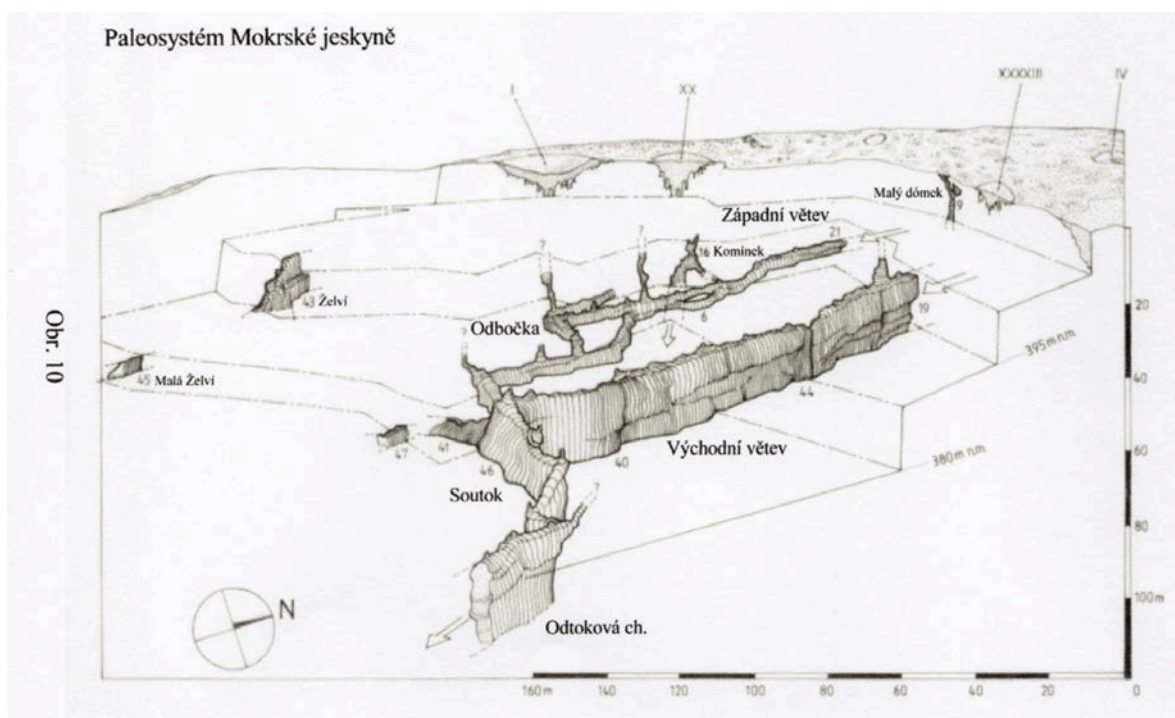 Paleosystém Mokrské jeskyně
I
XX
XXXXIII
IV
Malý dómek
9
Západní větev
21
?
?
16 Komínek
43 Želví
6
19
20
Odbočka
?
395 m n.m.
45 Malá Želví
40
44
47
41
46
40
Východní větev
380 m n.m.
60
Soutok
?
80
Obr. 10
N
100 m
Odtoková ch.
160 m
140
120
100
80
60
40
20
0